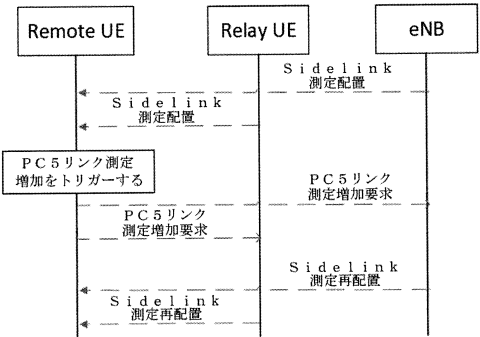 Remote UE
Relay UE
eNB
Sidelink
測定配置
Sidelink
測定配置
PC5リンク測定
増加をトリガーする
PC5リンク
測定増加要求
PC5リンク
測定増加要求
Sidelink
測定再配置
Sidelink
測定再配置